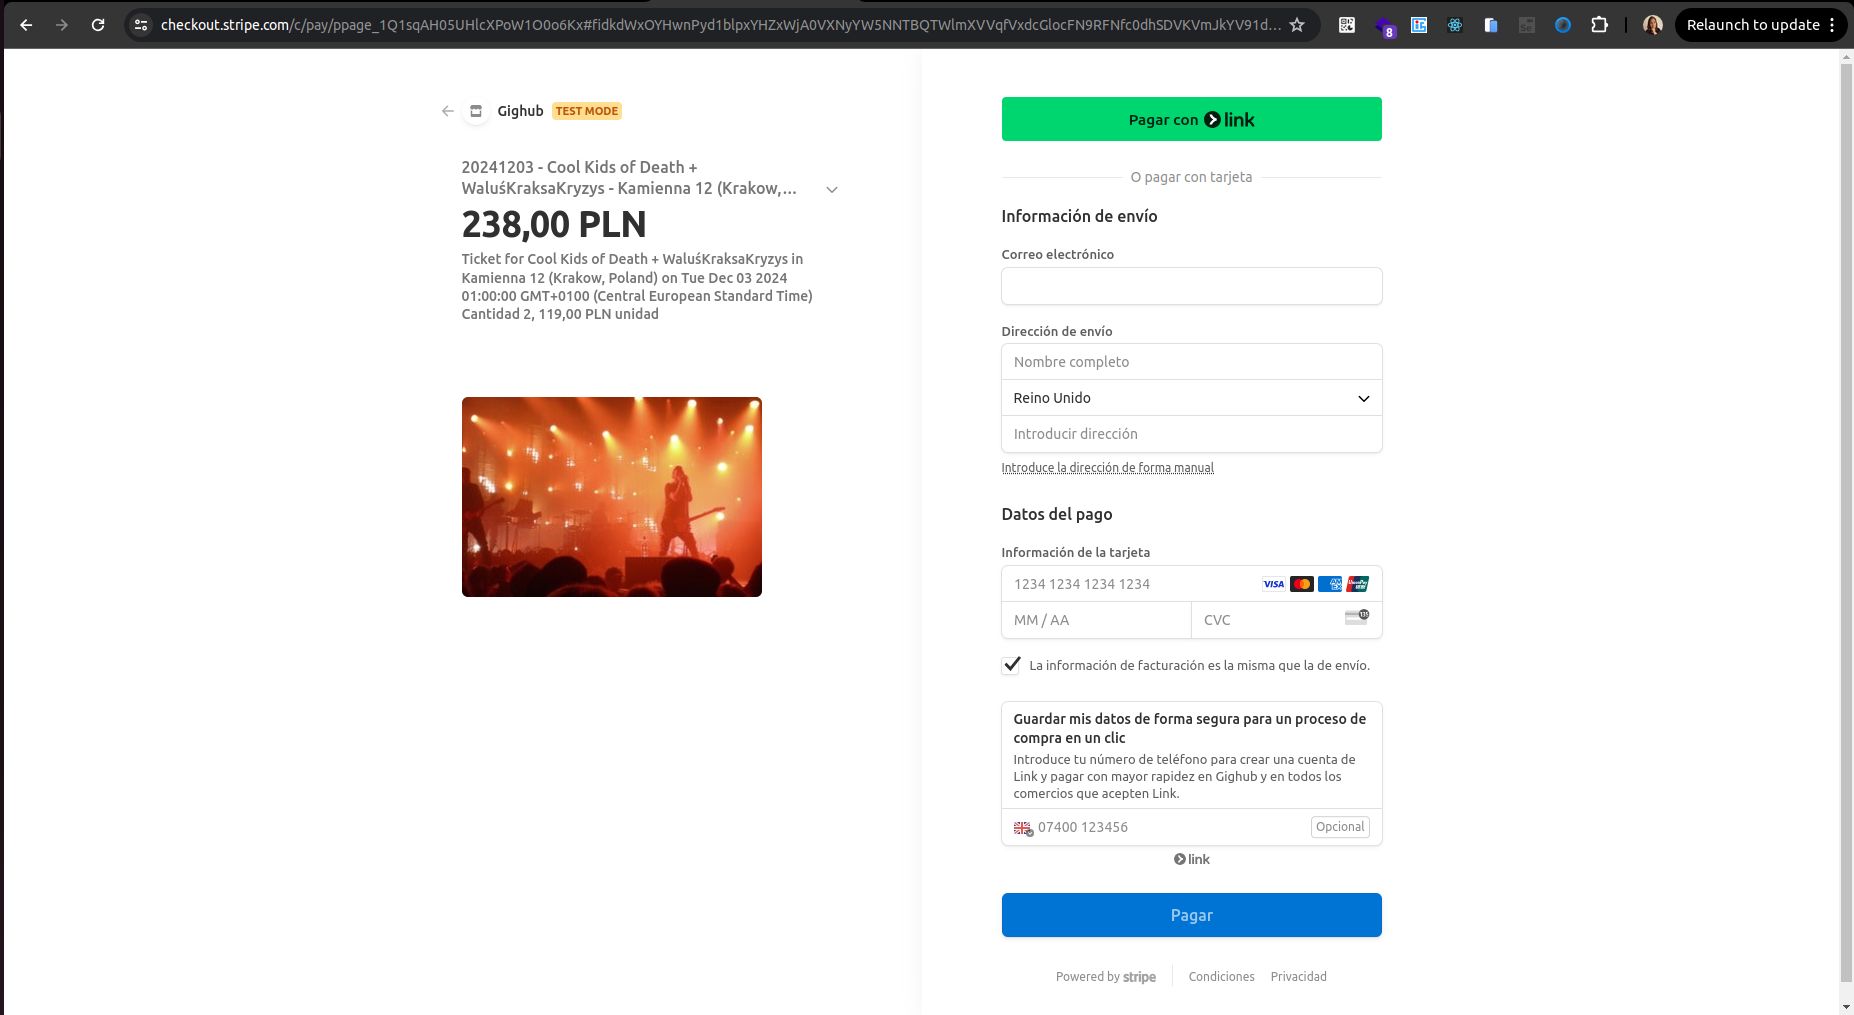 checkout.stripe.com/c/pay/ppage_1Q1sqAH05UHlcXPoW1O0o6Kx#fidkdWxOYHwnPyd1blpxYHZxWjA0VXNyYW5NNTBQTWlmXVVqfVxdcGlocFN9RFNfc0dhSDVKVmJkYV91d...
8
Relaunch to update
Gighub TEST MODE
20241203 - Cool Kids of Death +
WaluśKraksaKryzys - Kamienna 12 (Krakow,...
238,00 PLN
Ticket for Cool Kids of Death + WaluśKraksaKryzys in
Kamienna 12 (Krakow, Poland) on Tue Dec 03 2024
01:00:00 GMT+0100 (Central European Standard Time)
Cantidad 2, 119,00 PLN unidad
Pagar con link
O pagar con tarjeta
Información de envío
Correo electrónico
Dirección de envío
Nombre completo
Reino Unido
Introducir dirección
Introduce la dirección de forma manual
Datos del pago
Información de la tarjeta
1234 1234 1234 1234 VISA
MM / AA
CVC
La información de facturación es la misma que la de envío.
Guardar mis datos de forma segura para un proceso de
compra en un clic
Introduce tu número de teléfono para crear una cuenta de
Link y pagar con mayor rapidez en Gighub y en todos los
comercios que acepten Link.
07400 123456 Opcional
link
Pagar
Powered by stripe
Condiciones
Privacidad